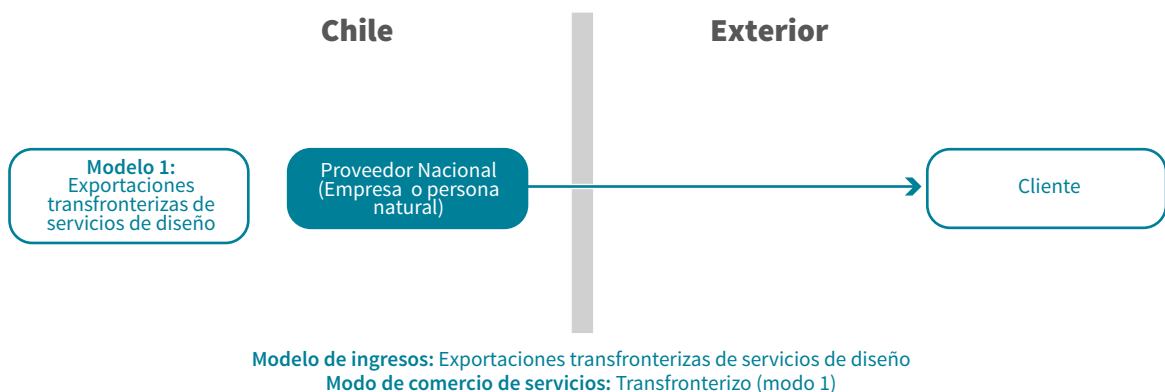 Chile
Exterior
Modelo 1:
Exportaciones
transfronterizas de
servicios de diseño
Proveedor Nacional
(Empresa o persona
natural)
Cliente
Modelo de ingresos: Exportaciones transfronterizas de servicios de diseño
Modo de comercio de servicios: Transfronterizo (modo 1)